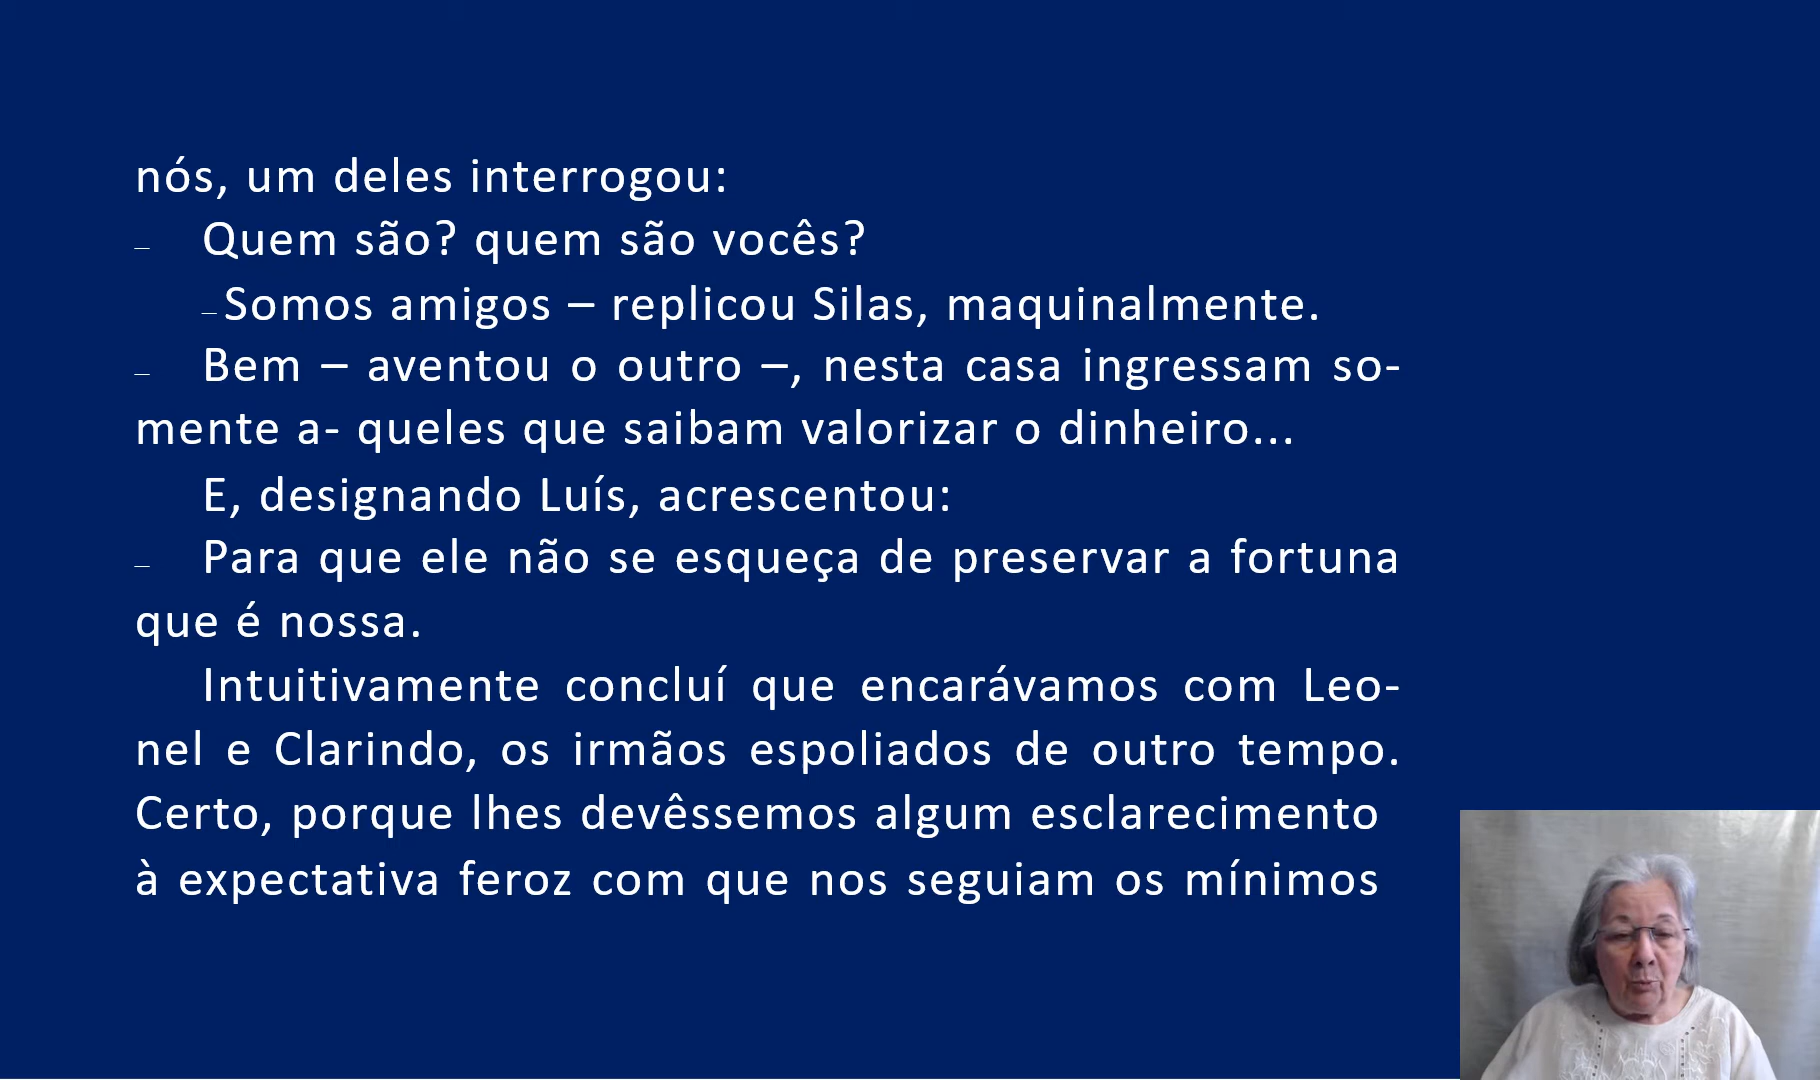 nós, um deles interrogou:
– Quem são? quem são vocês?
–Somos amigos – replicou Silas, maquinalmente.
– Bem – aventou o outro –, nesta casa ingressam so-
mente a- queles que saibam valorizar o dinheiro...
E, designando Luís, acrescentou:
– Para que ele não se esqueça de preservar a fortuna
que é nossa.
Intuitivamente concluí que encarávamos com Leo-
nel e Clarindo, os irmãos espoliados de outro tempo.
Certo, porque lhes devêssemos algum esclarecimento
à expectativa feroz com que nos seguiam os mínimos